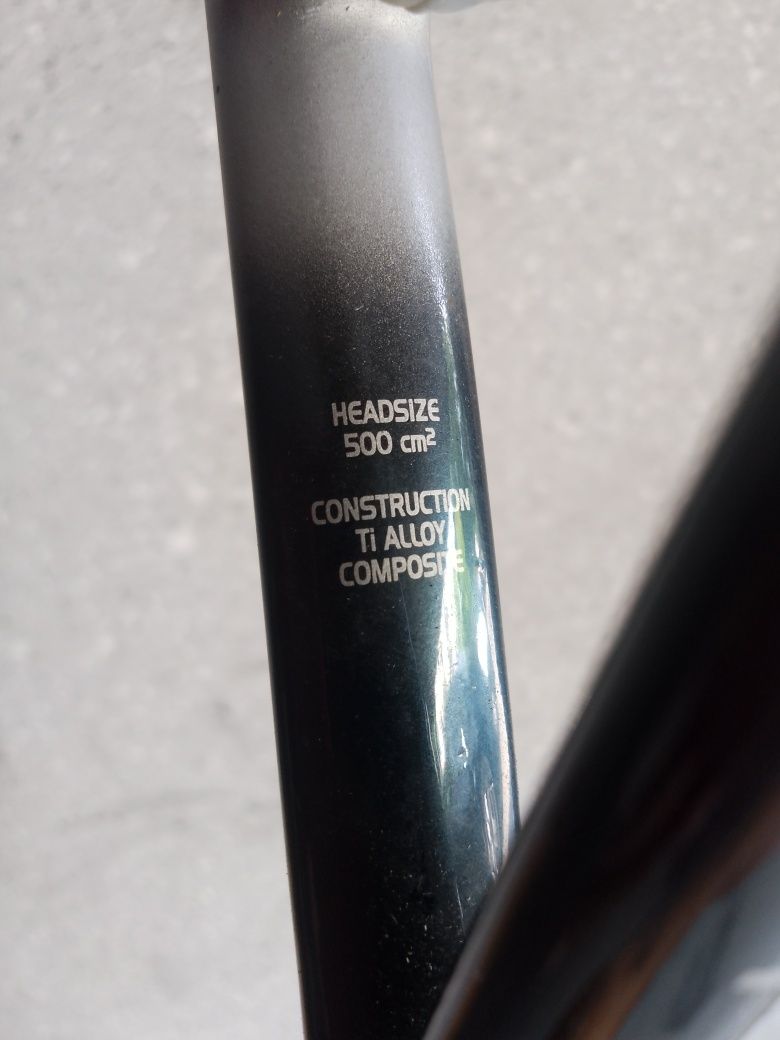 HEADSIZE
500 cm²
CONSTRUCTION
Ti ALLOY
COMPOSITE